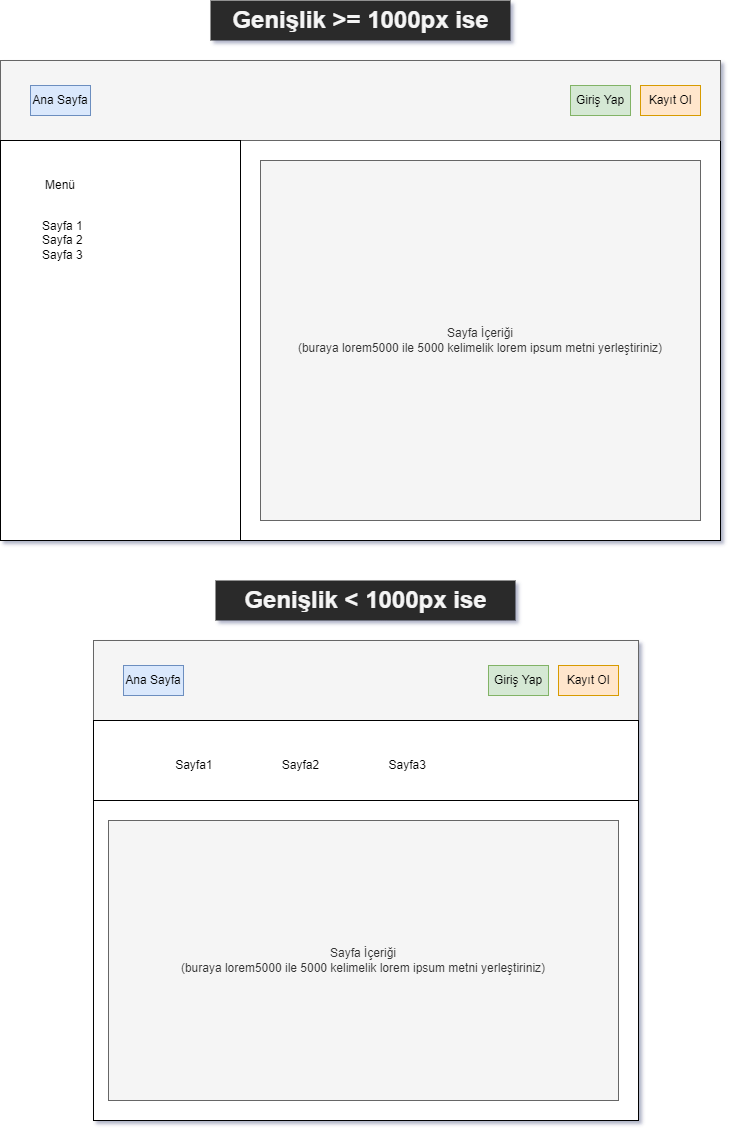 Genişlik >= 1000px ise
Ana Sayfa
Giriş Yap
Kayıt Ol
Menü
Sayfa 1
Sayfa 2
Sayfa 3
Sayfa İçeriği
(buraya lorem5000 ile 5000 kelimelik lorem ipsum metni yerleştiriniz)
Genişlik < 1000px ise
Ana Sayfa
Giriş Yap
Kayıt Ol
Sayfa1
Sayfa2
Sayfa3
Sayfa İçeriği
(buraya lorem5000 ile 5000 kelimelik lorem ipsum metni yerleştiriniz)